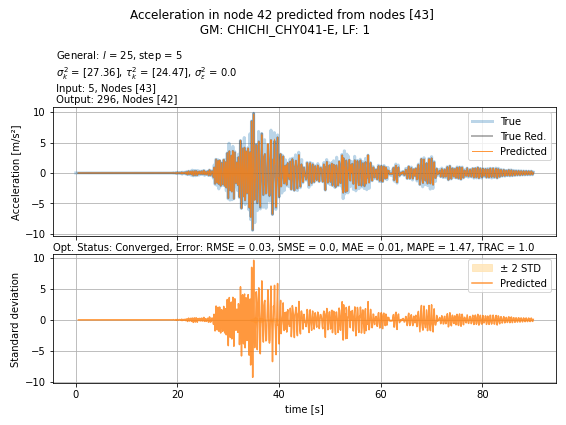 Acceleration in node 42 predicted from nodes [43]
GM: CHICHI_CHY041-E, LF: 1
General: l = 25, step = 5
σ²ₖ = [27.36], τ²ₖ = [24.47], σ²ε = 0.0
Input: 5, Nodes [43]
Output: 296, Nodes [42]
Acceleration [m/s²]
10
5
0
−5
−10
True
True Red.
Predicted
Opt. Status: Converged, Error: RMSE = 0.03, SMSE = 0.0, MAE = 0.01, MAPE = 1.47, TRAC = 1.0
Standard deviation
10
5
0
−5
−10
± 2 STD
Predicted
0 20 40 60 80
time [s]